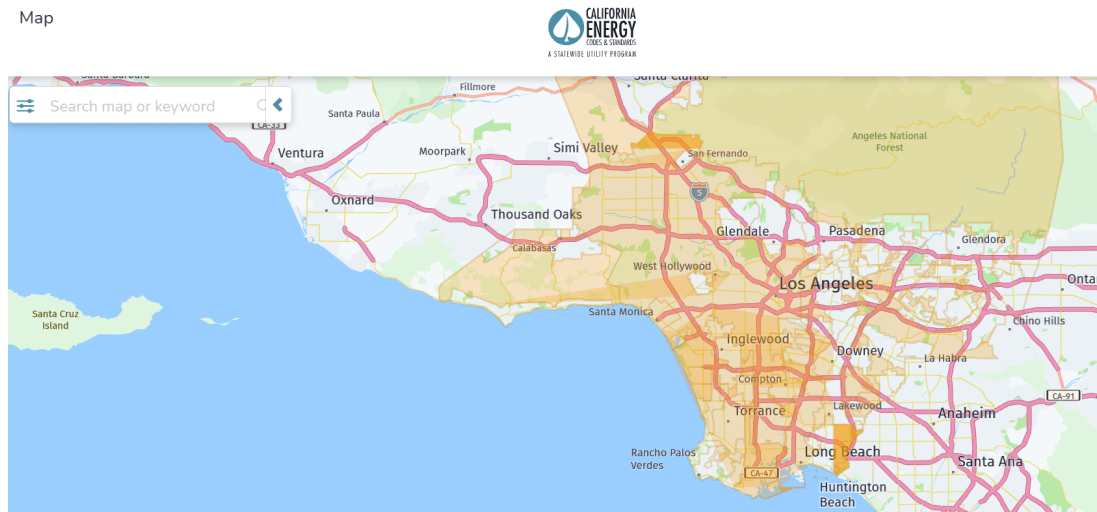 Map
CALIFORNIA
ENERGY
CODES & STANDARDS
A STATEWIDE UTILITY PROGRAM
Santa Barbara
Santa Clarita
Search map or keyword
Fillmore
Santa Paula
CA-33
Ventura
Moorpark
Simi Valley
San Fernando
Angeles National
Forest
5
Oxnard
Thousand Oaks
Glendale
Pasadena
Glendora
Calabasas
West Hollywood
Los Angeles
Onta
Santa Cruz
Island
Santa Monica
Chino Hills
Inglewood
Downey
La Habra
Compton
CA-91
Torrance
Lakewood
Anaheim
Rancho Palos
Verdes
Long Beach
Santa Ana
CA-47
Huntington
Beach